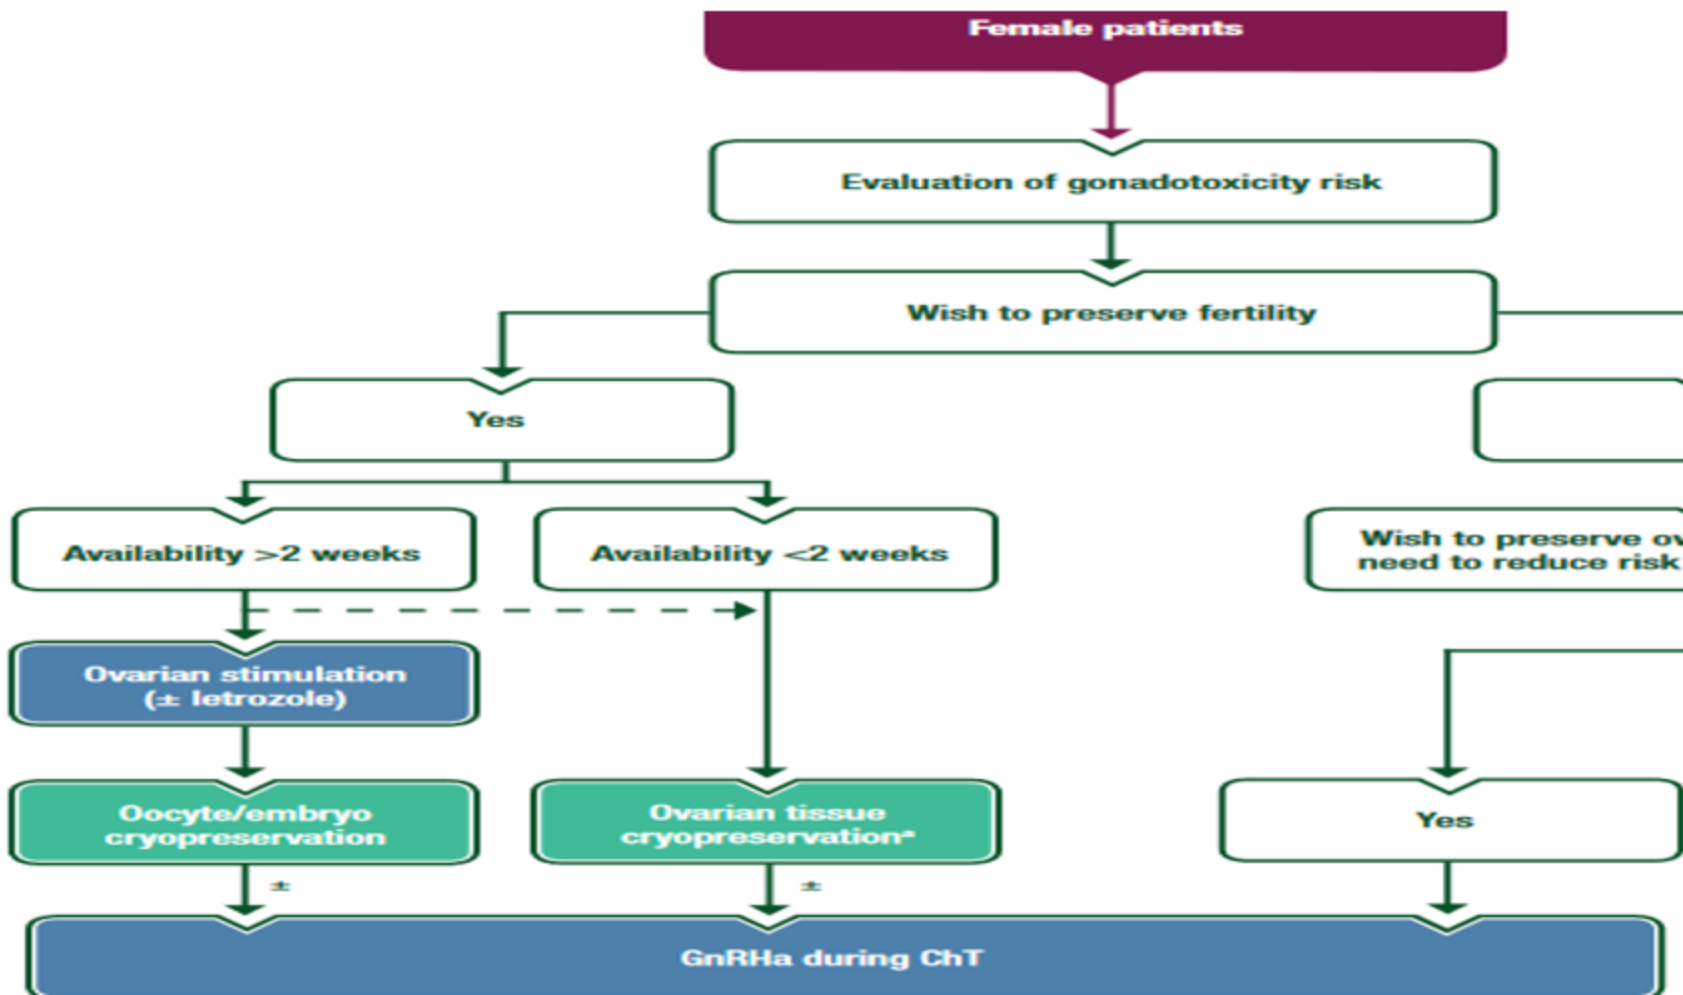 Female patients
Evaluation of gonadotoxicity risk
Wish to preserve fertility
Yes
Availability >2 weeks
Availability <2 weeks
Wish to preserve
need to reduce risk
Ovarian stimulation
(± letrozole)
Oocyte/embryo
cryopreservation
Ovarian tissue
cryopreservationᵃ
Yes
±
±
GnRHa during ChT